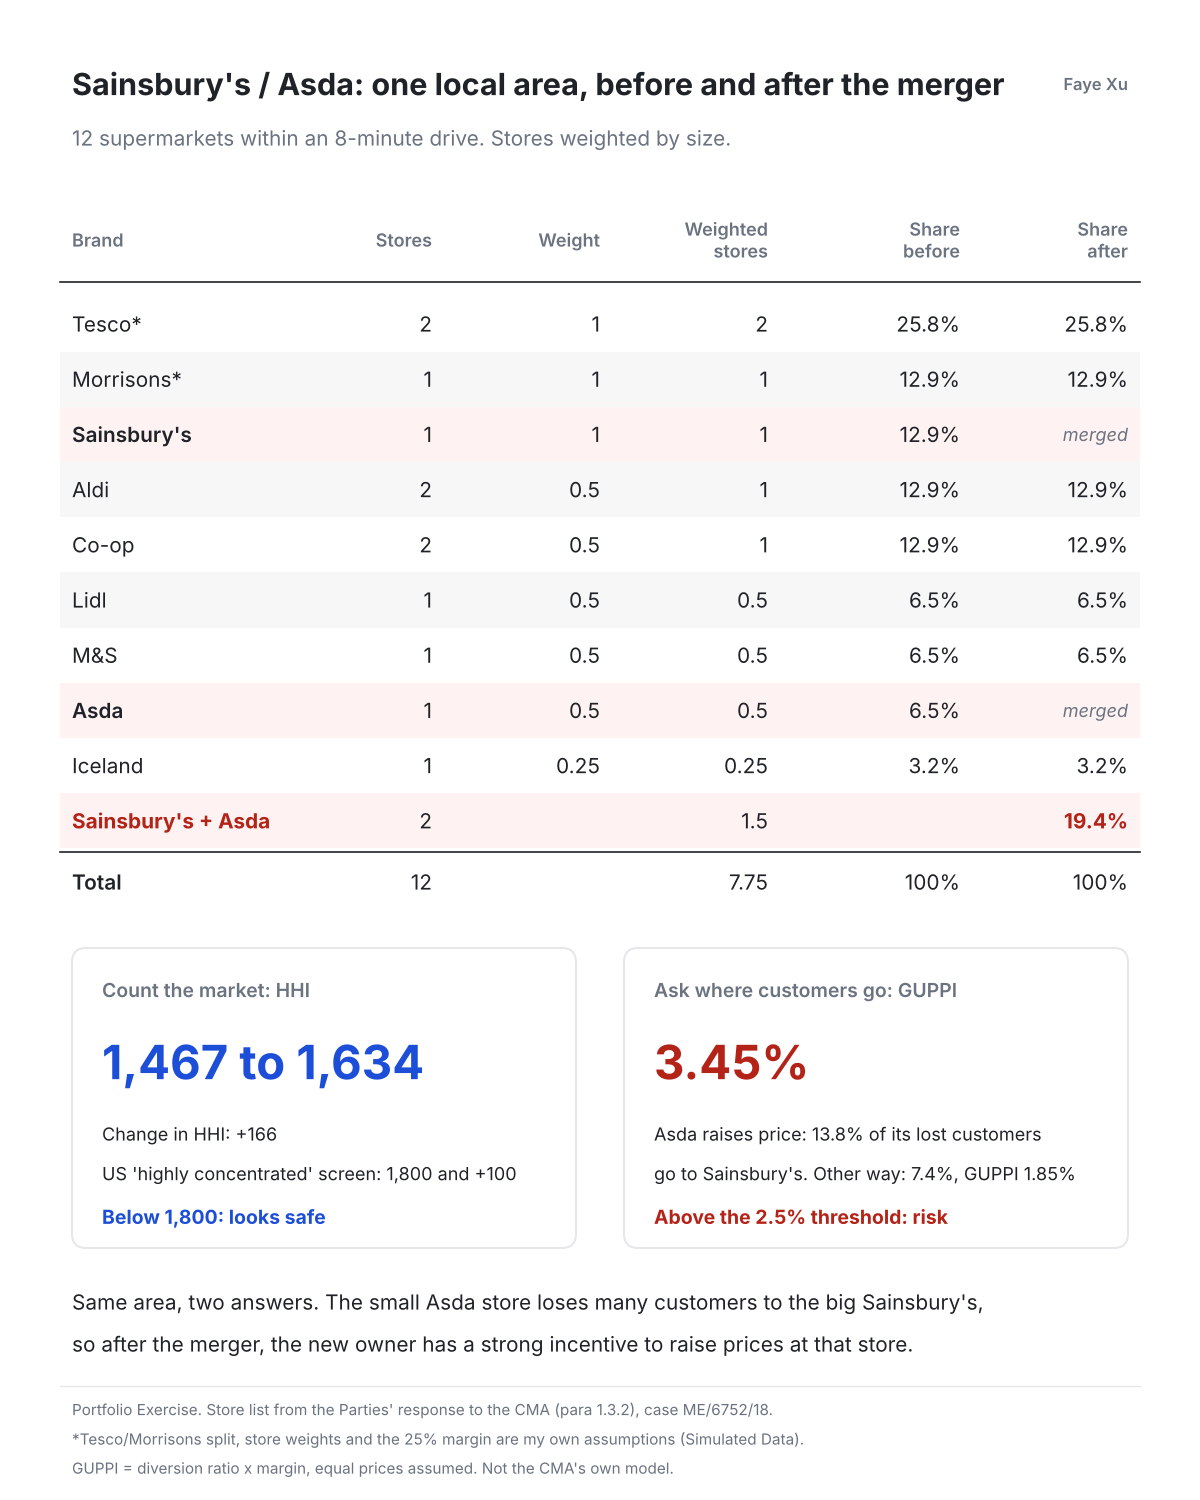 Sainsbury's / Asda: one local area, before and after the merger
Faye Xu
12 supermarkets within an 8-minute drive. Stores weighted by size.
Brand Stores Weight Weighted stores Share before Share after
Tesco* 2 1 2 25.8% 25.8%
Morrisons* 1 1 1 12.9% 12.9%
Sainsbury's 1 1 1 12.9% merged
Aldi 2 0.5 1 12.9% 12.9%
Co-op 2 0.5 1 12.9% 12.9%
Lidl 1 0.5 0.5 6.5% 6.5%
M&S 1 0.5 0.5 6.5% 6.5%
Asda 1 0.5 0.5 6.5% merged
Iceland 1 0.25 0.25 3.2% 3.2%
Sainsbury's + Asda 2 1.5 19.4%
Total 12 7.75 100% 100%
Count the market: HHI
1,467 to 1,634
Change in HHI: +166
US 'highly concentrated' screen: 1,800 and +100
Below 1,800: looks safe
Ask where customers go: GUPPI
3.45%
Asda raises price: 13.8% of its lost customers
go to Sainsbury's. Other way: 7.4%, GUPPI 1.85%
Above the 2.5% threshold: risk
Same area, two answers. The small Asda store loses many customers to the big Sainsbury's,
so after the merger, the new owner has a strong incentive to raise prices at that store.
Portfolio Exercise. Store list from the Parties' response to the CMA (para 1.3.2), case ME/6752/18.
*Tesco/Morrisons split, store weights and the 25% margin are my own assumptions (Simulated Data).
GUPPI = diversion ratio x margin, equal prices assumed. Not the CMA's own model.